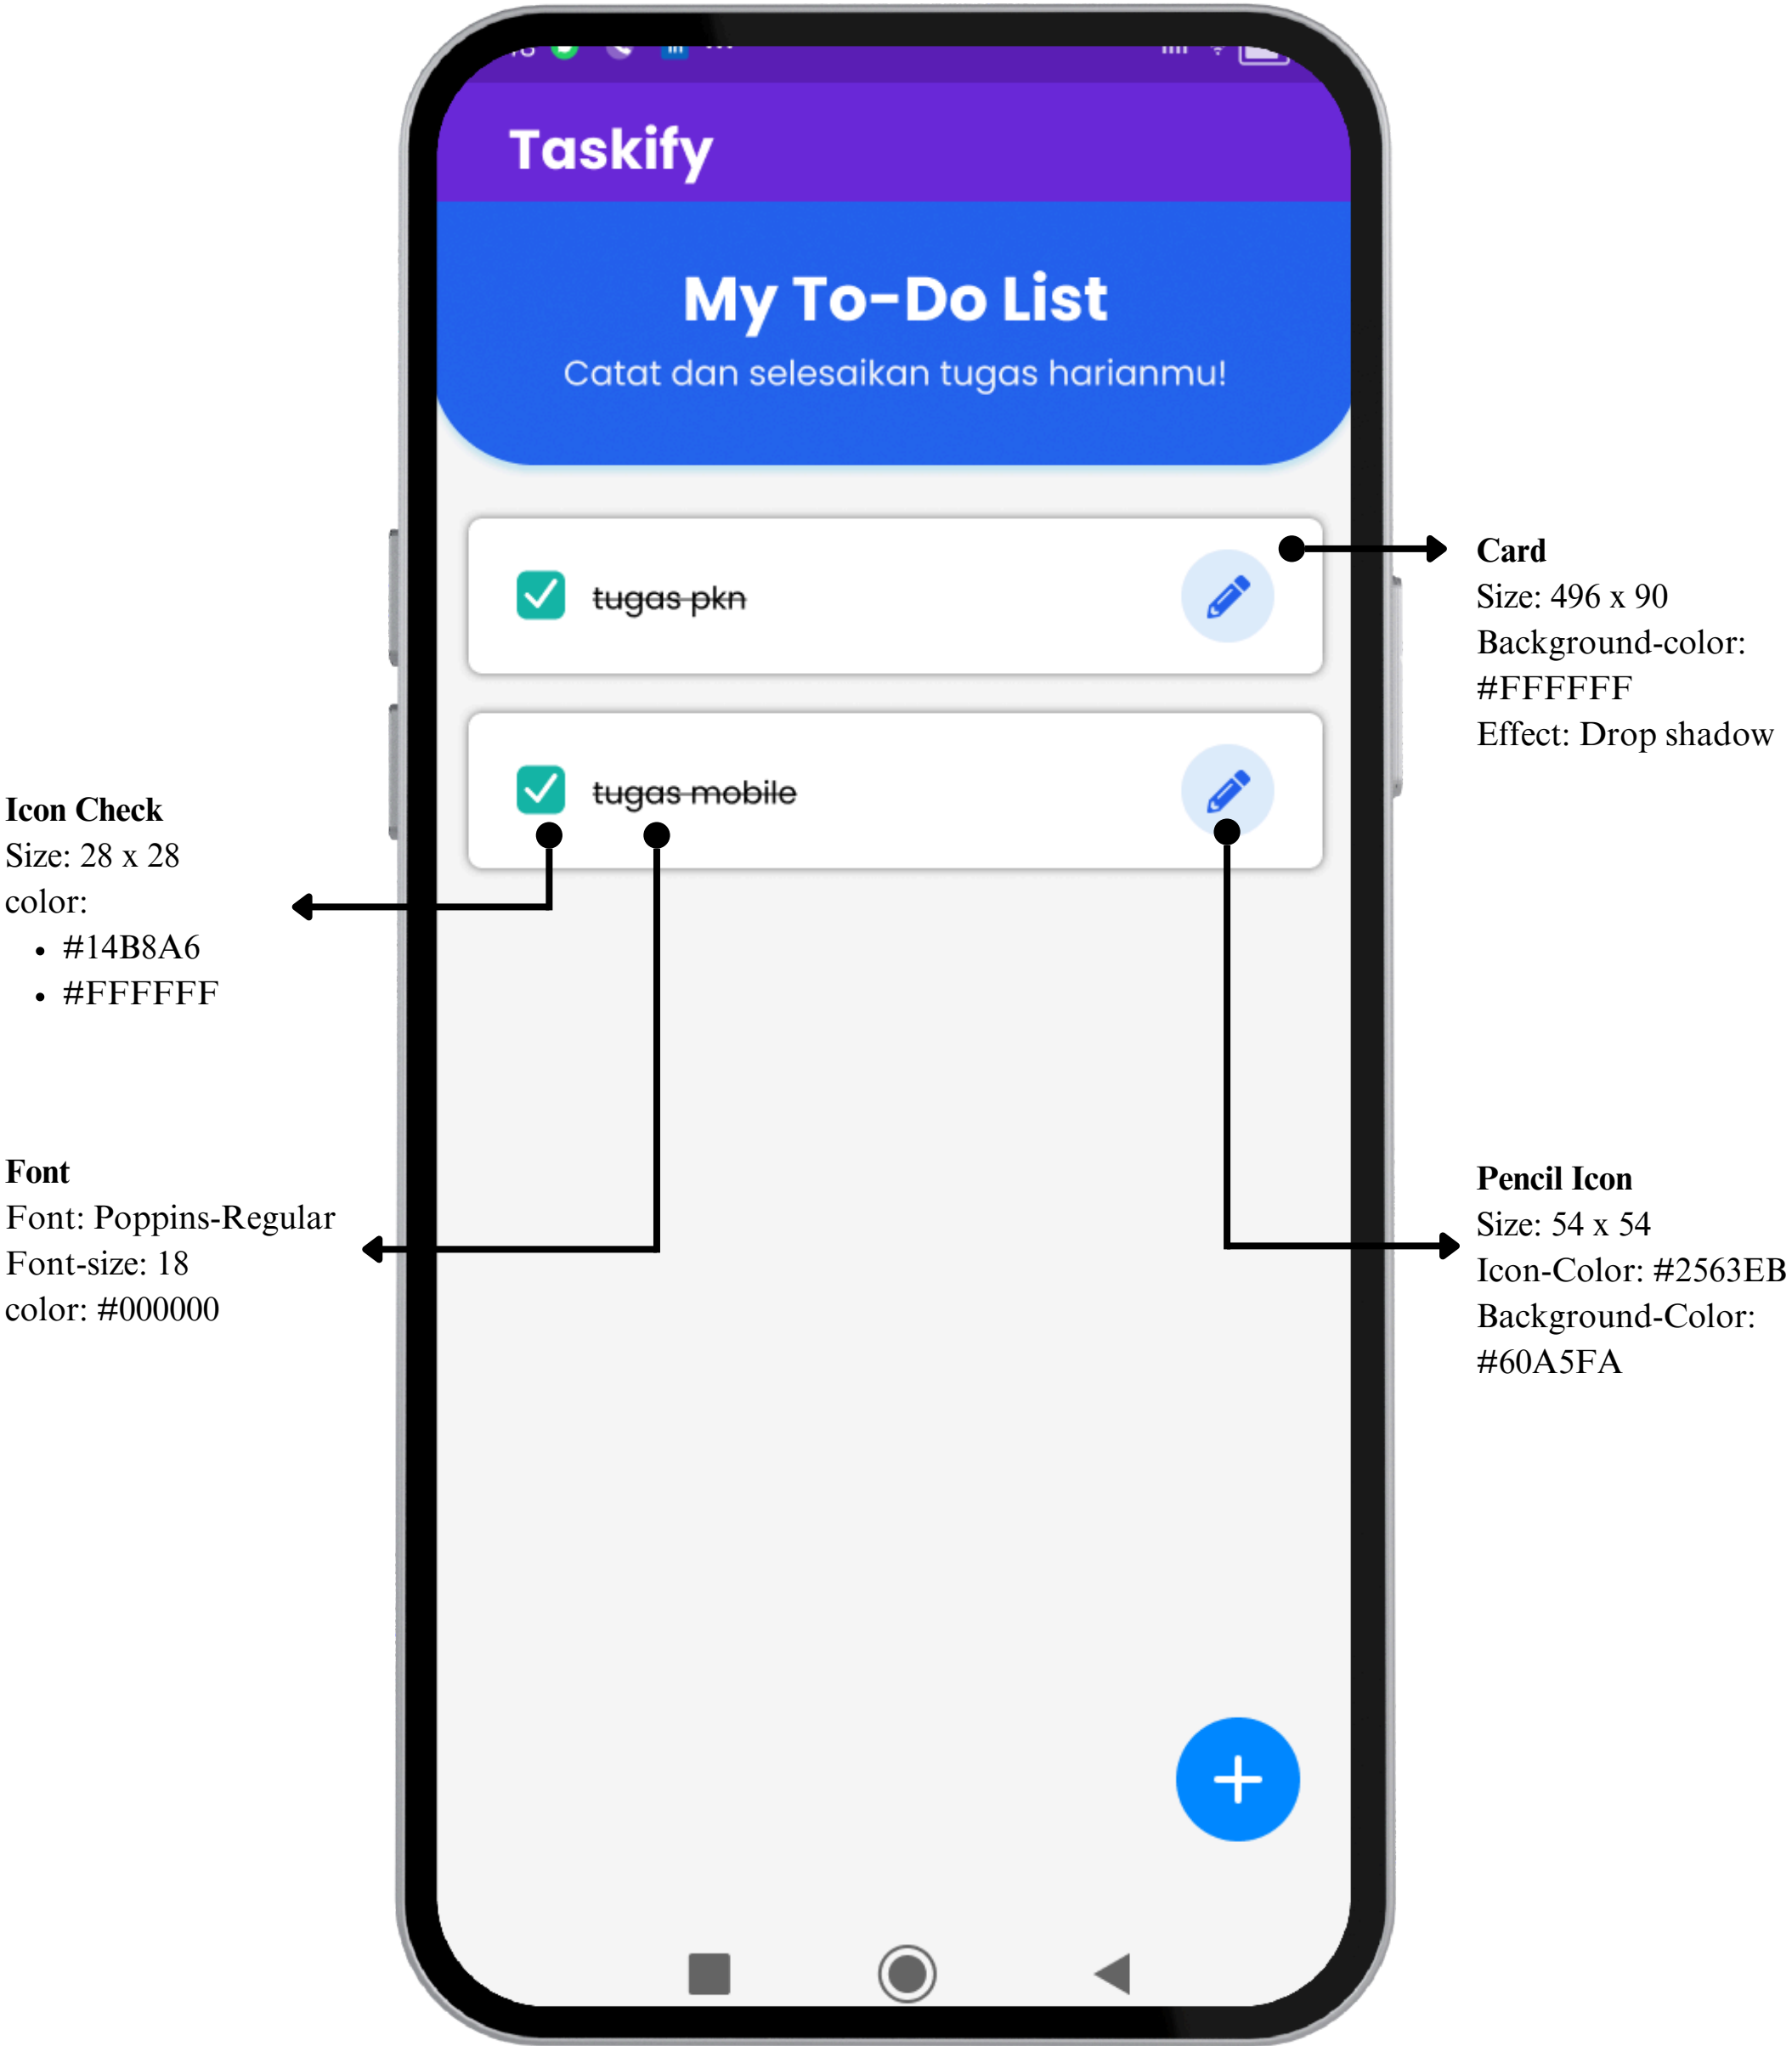 Taskify
My To-Do List
Catat dan selesaikan tugas harianmu!
tugas pkn
tugas mobile
Card
Size: 496 x 90
Background-color:
#FFFFFF
Effect: Drop shadow
Icon Check
Size: 28 x 28
color:
• #14B8A6
• #FFFFFF
Font
Font: Poppins-Regular
Font-size: 18
color: #000000
Pencil Icon
Size: 54 x 54
Icon-Color: #2563EB
Background-Color:
#60A5FA